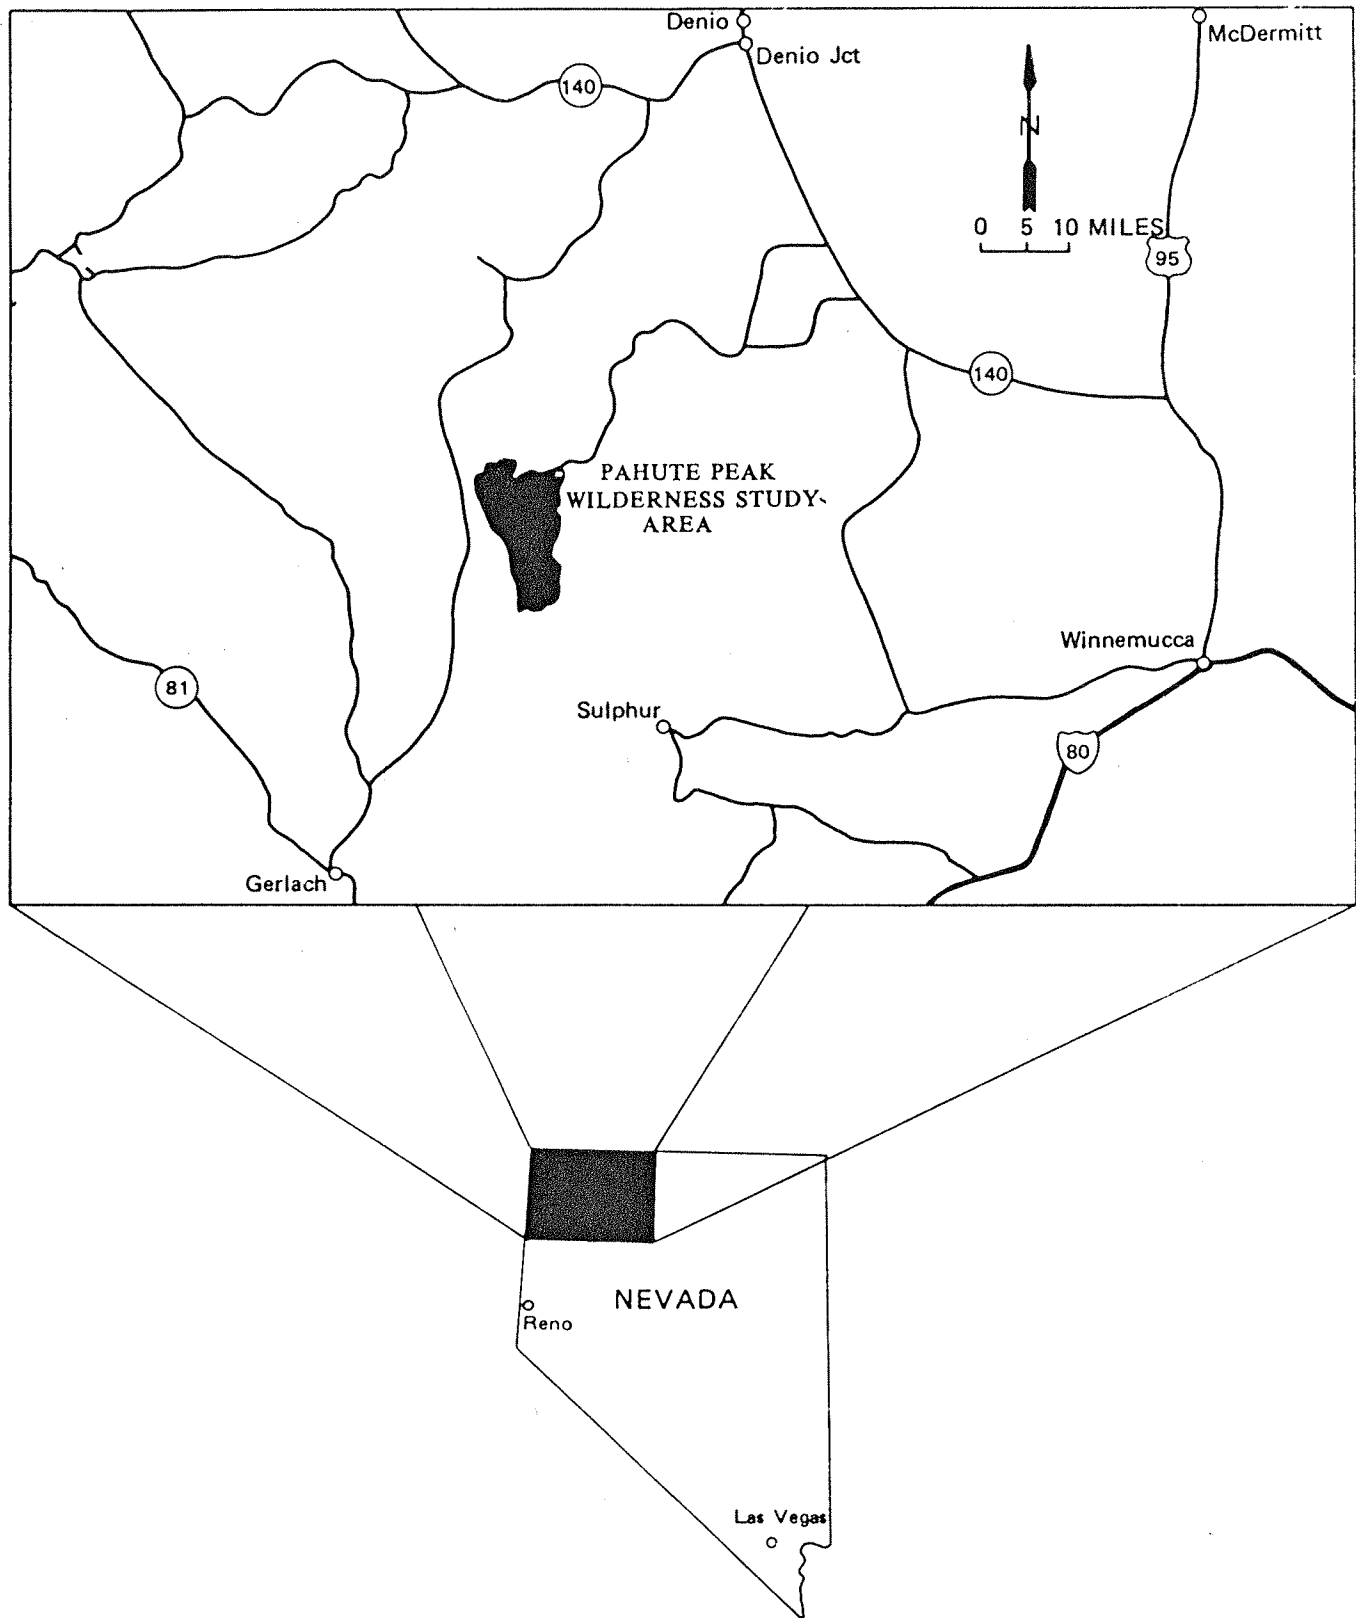 Denio
McDermitt
Denio Jct
140
N
0 5 10 MILES
95
140
PAHUTE PEAK
WILDERNESS STUDY
AREA
Winnemucca
81
Sulphur
80
Gerlach
NEVADA
Reno
Las Vegas